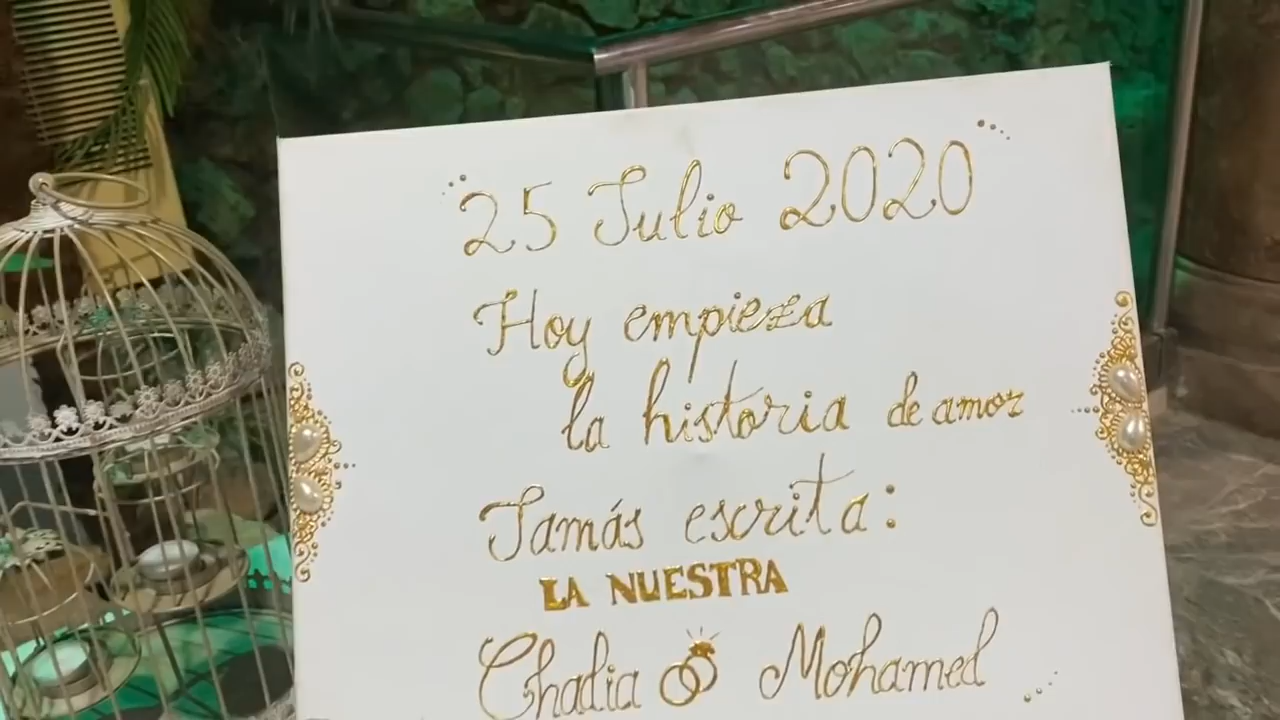 25 Julio 2020
Hoy empieza
la historia de amor
Jamás escrita:
LA NUESTRA
Chadia Mohamed